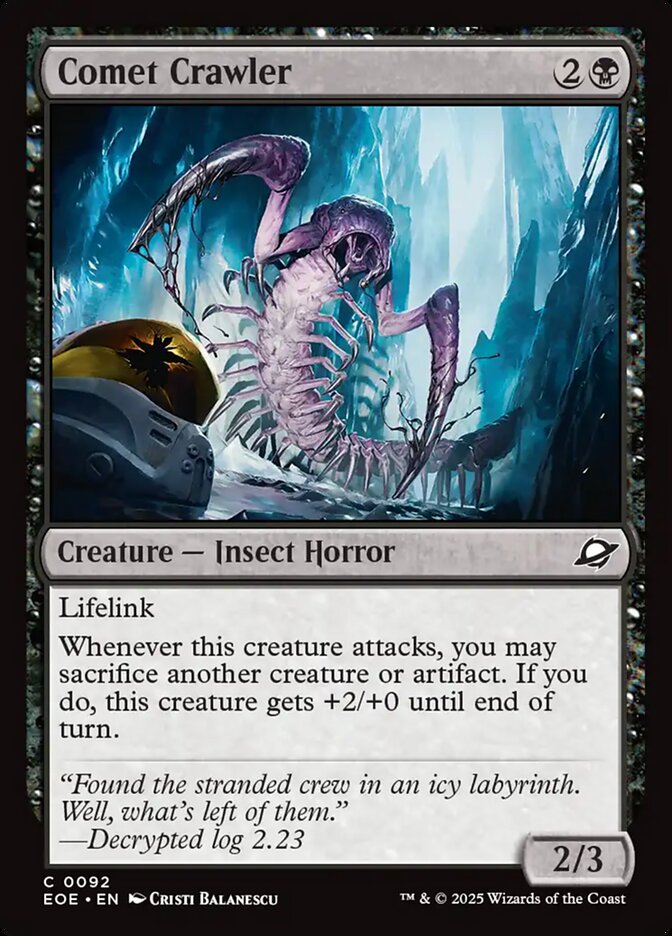 Comet Crawler 2
Creature — Insect Horror
Lifelink
Whenever this creature attacks, you may
sacrifice another creature or artifact. If you
do, this creature gets +2/+0 until end of
turn.
“Found the stranded crew in an icy labyrinth.
Well, what’s left of them.”
—Decrypted log 2.23
2/3
C 0092
EOE • EN Cristi Balanescu
™ & © 2025 Wizards of the Coast